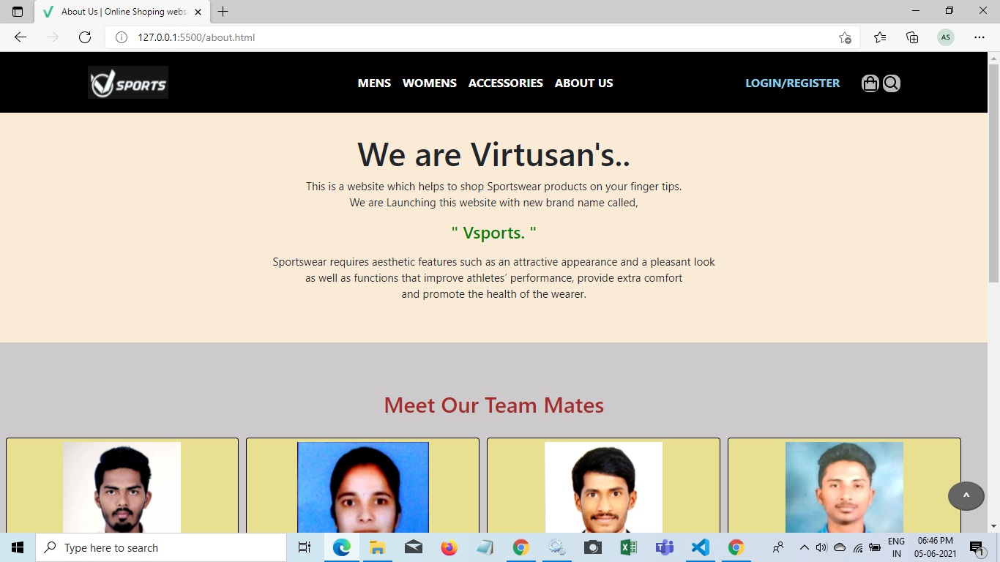 About Us | Online Shoping webs
127.0.0.1:5500/about.html
AS
SPORTS
MENS WOMENS ACCESSORIES ABOUT US
LOGIN/REGISTER
We are Virtusan's..
This is a website which helps to shop Sportswear products on your finger tips.
We are Launching this website with new brand name called,
" Vsports. "
Sportswear requires aesthetic features such as an attractive appearance and a pleasant look
as well as functions that improve athletes’ performance, provide extra comfort
and promote the health of the wearer.
Meet Our Team Mates
^
Type here to search
ENG
IN
06:46 PM
05-06-2021
1